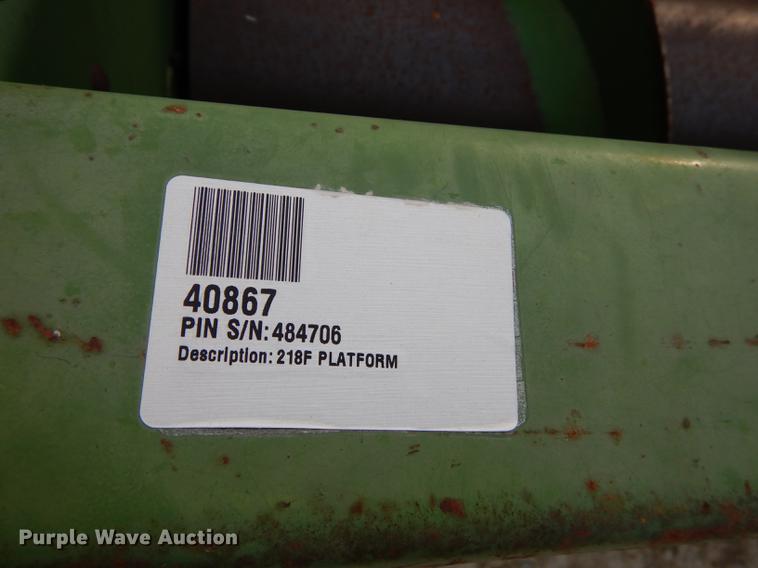 40867
PIN S/N: 484706
Description: 218F PLATFORM
Purple Wave Auction®